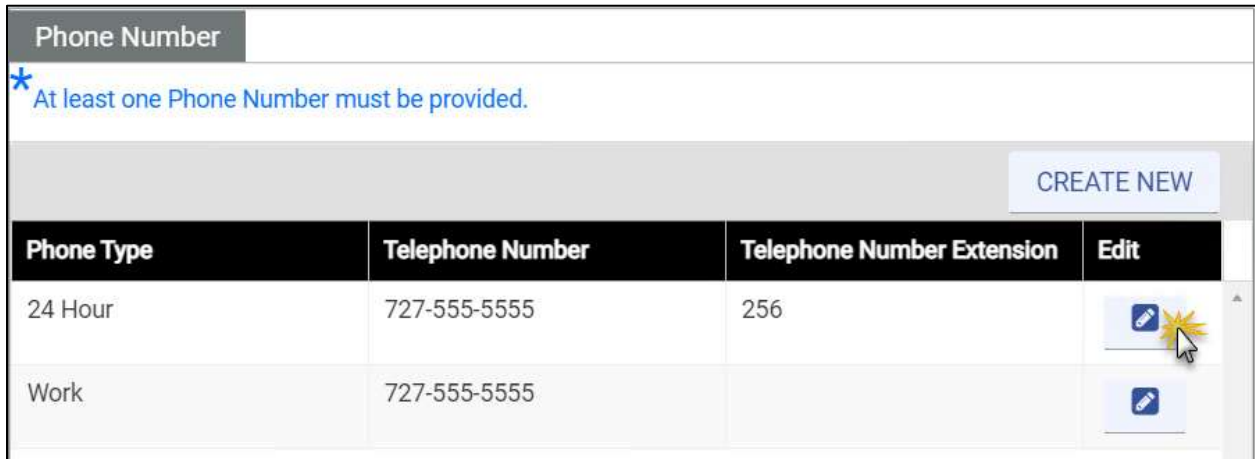 Phone Number
*At least one Phone Number must be provided.
CREATE NEW
Phone Type Telephone Number Telephone Number Extension Edit
24 Hour 727-555-5555 256
Work 727-555-5555